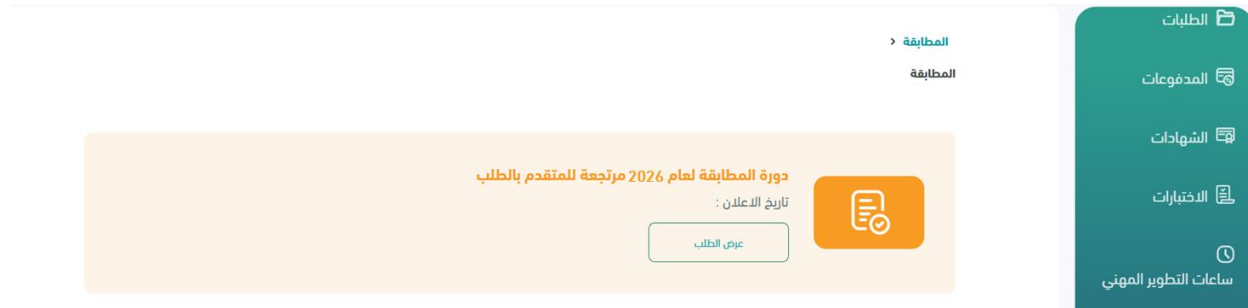 الطلبات
المدفوعات
الشهادات
الاختبارات
ساعات التطوير المهني
المطابقة >
المطابقة
دورة المطابقة لعام 2026 مرتجعة للمتقدم بالطلب
تاريخ الاعلان :
عرض الطلب